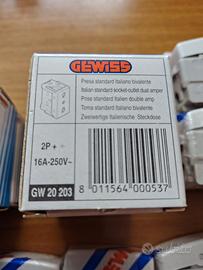 GEWISS
Presa standard Italiano bivalente
Italian standard socket-outlet dual amper
Prise standard Italien double amp
Toma standard Italiano bivalente
Zweiwertige Italienische Steckdose
2P+
16A-250V~
GW 20 203
8 011564 000537